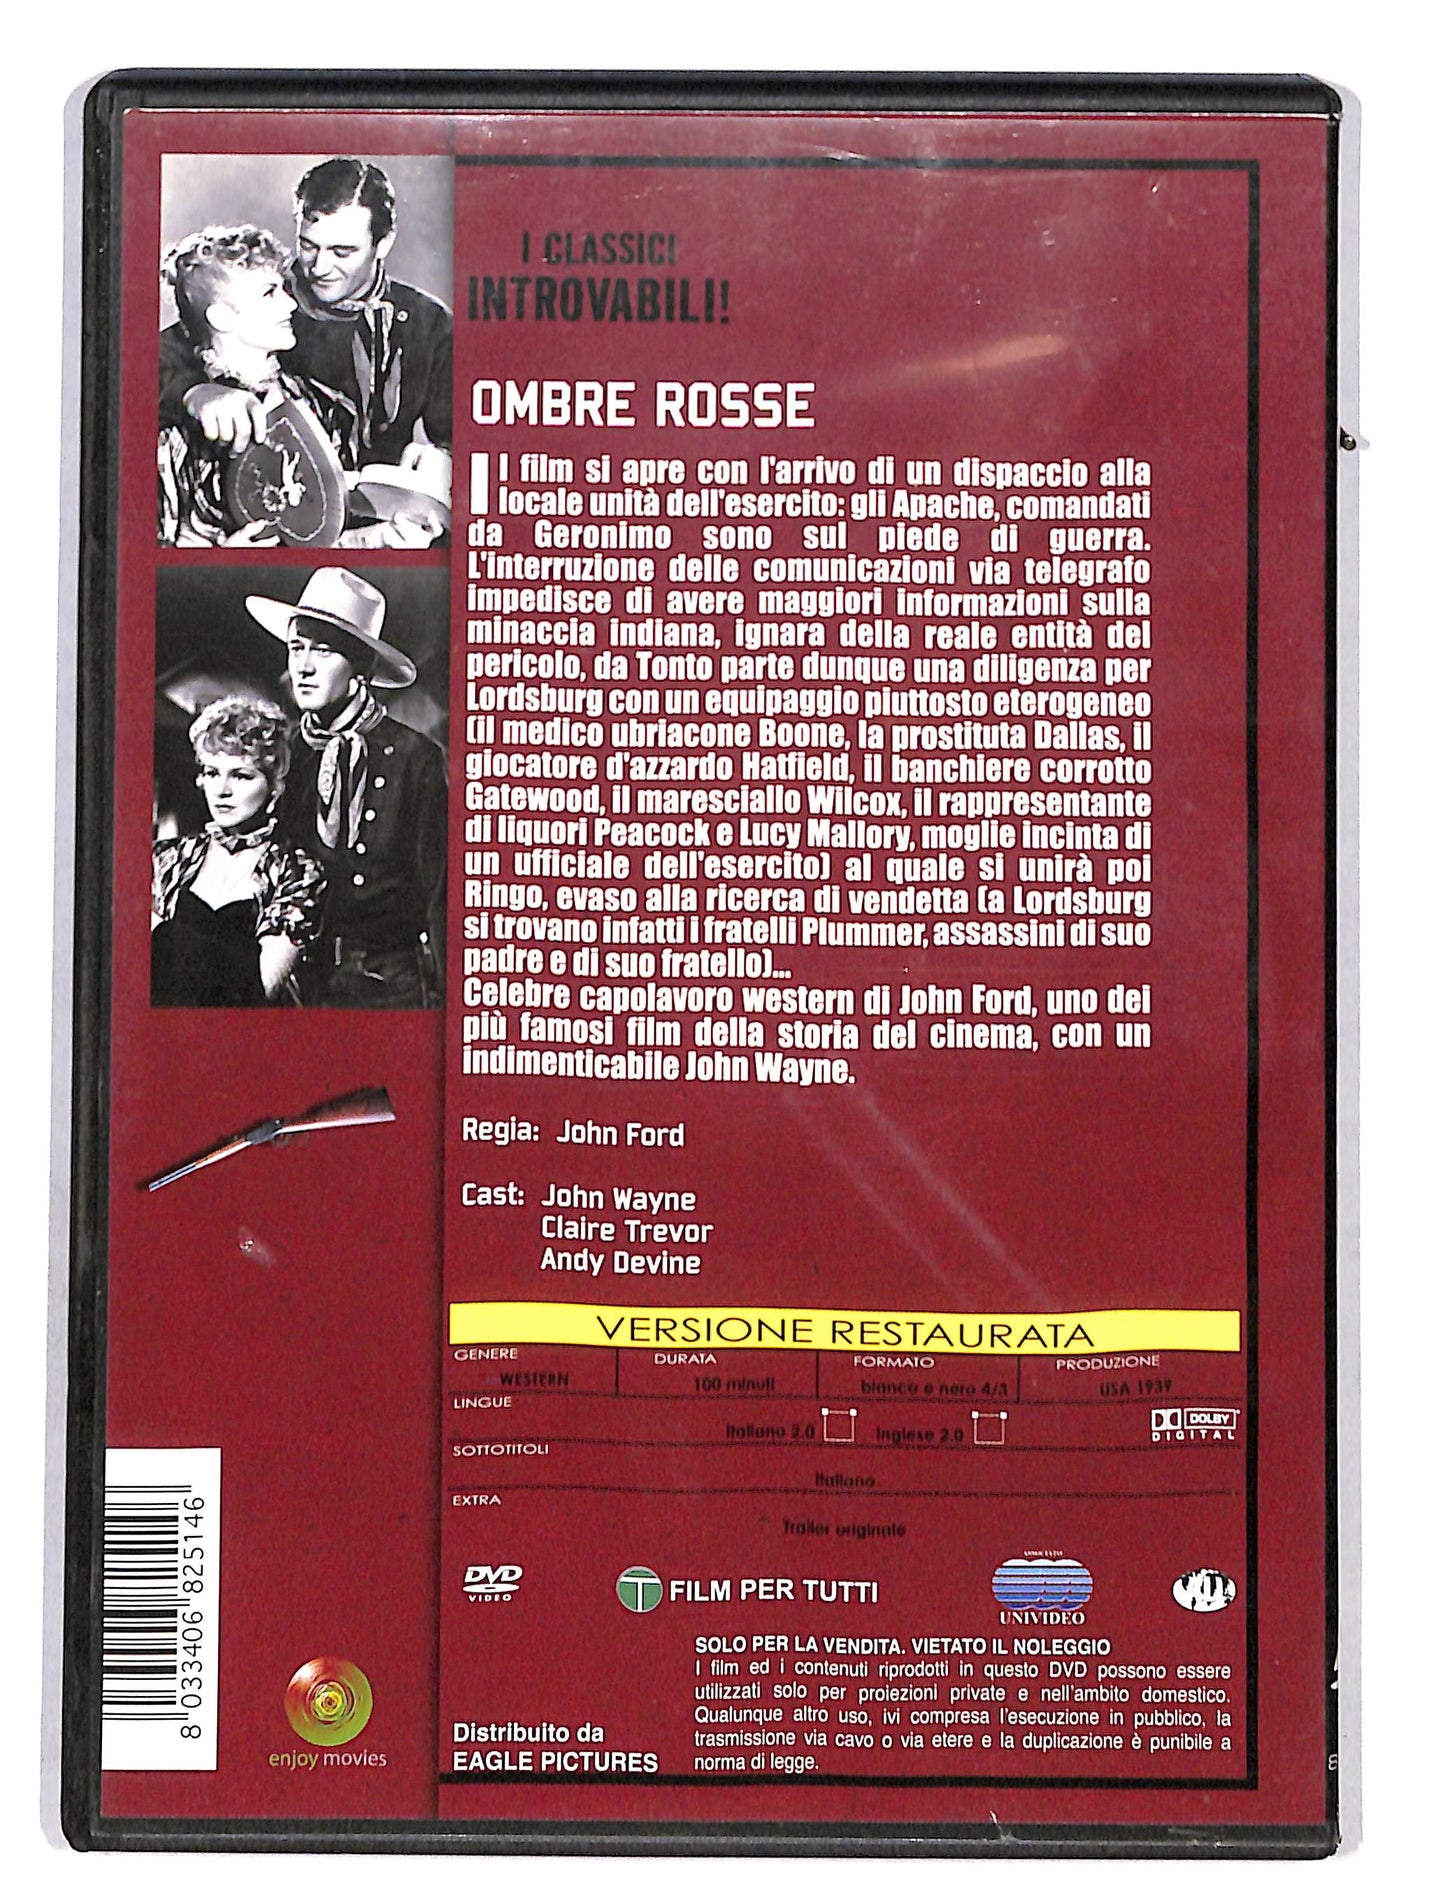 I CLASSICI
INTROVABILI!
OMBRE ROSSE
Il film si apre con l'arrivo di un dispaccio alla
locale unità dell'esercito: gli Apache, comandati
da Geronimo sono sul piede di guerra.
L'interruzione delle comunicazioni via telegrafo
impedisce di avere maggiori informazioni sulla
minaccia indiana, ignara della reale entità del
pericolo, da Tonto parte dunque una diligenza per
Lordsburg con un equipaggio piuttosto eterogeneo
(il medico ubriacone Boone, la prostituta Dallas, il
giocatore d'azzardo Hatfield, il banchiere corrotto
Gatewood, il maresciallo Wilcox, il rappresentante
di liquori Peacock e Lucy Mallory, moglie incinta di
un ufficiale dell'esercito) al quale si unirà poi
Ringo, evaso alla ricerca di vendetta (a Lordsburg
si trovano infatti i fratelli Plummer, assassini di suo
padre e di suo fratello)...
Celebre capolavoro western di John Ford, uno dei
più famosi film della storia del cinema, con un
indimenticabile John Wayne.
Regia: John Ford
Cast: John Wayne
Claire Trevor
Andy Devine
VERSIONE RESTAURATA
GENERE DURATA FORMATO PRODUZIONE
WESTERN 100 minuti bianco e nero 4/3 USA 1939
LINGUE
Italiano 2.0 Inglese 2.0 DOLBY
DIGITAL
SOTTOTITOLI
Italiano
EXTRA
Trailer originale
DVD
VIDEO
T FILM PER TUTTI
ASSOCIATO
UNIVIDEO
SOLO PER LA VENDITA. VIETATO IL NOLEGGIO
I film ed i contenuti riprodotti in questo DVD possono essere
utilizzati solo per proiezioni private e nell'ambito domestico.
Qualunque altro uso, ivi compresa l'esecuzione in pubblico, la
trasmissione via cavo o via etere e la duplicazione è punibile a
norma di legge.
Distribuito da
EAGLE PICTURES
enjoy movies
8 033406 825146